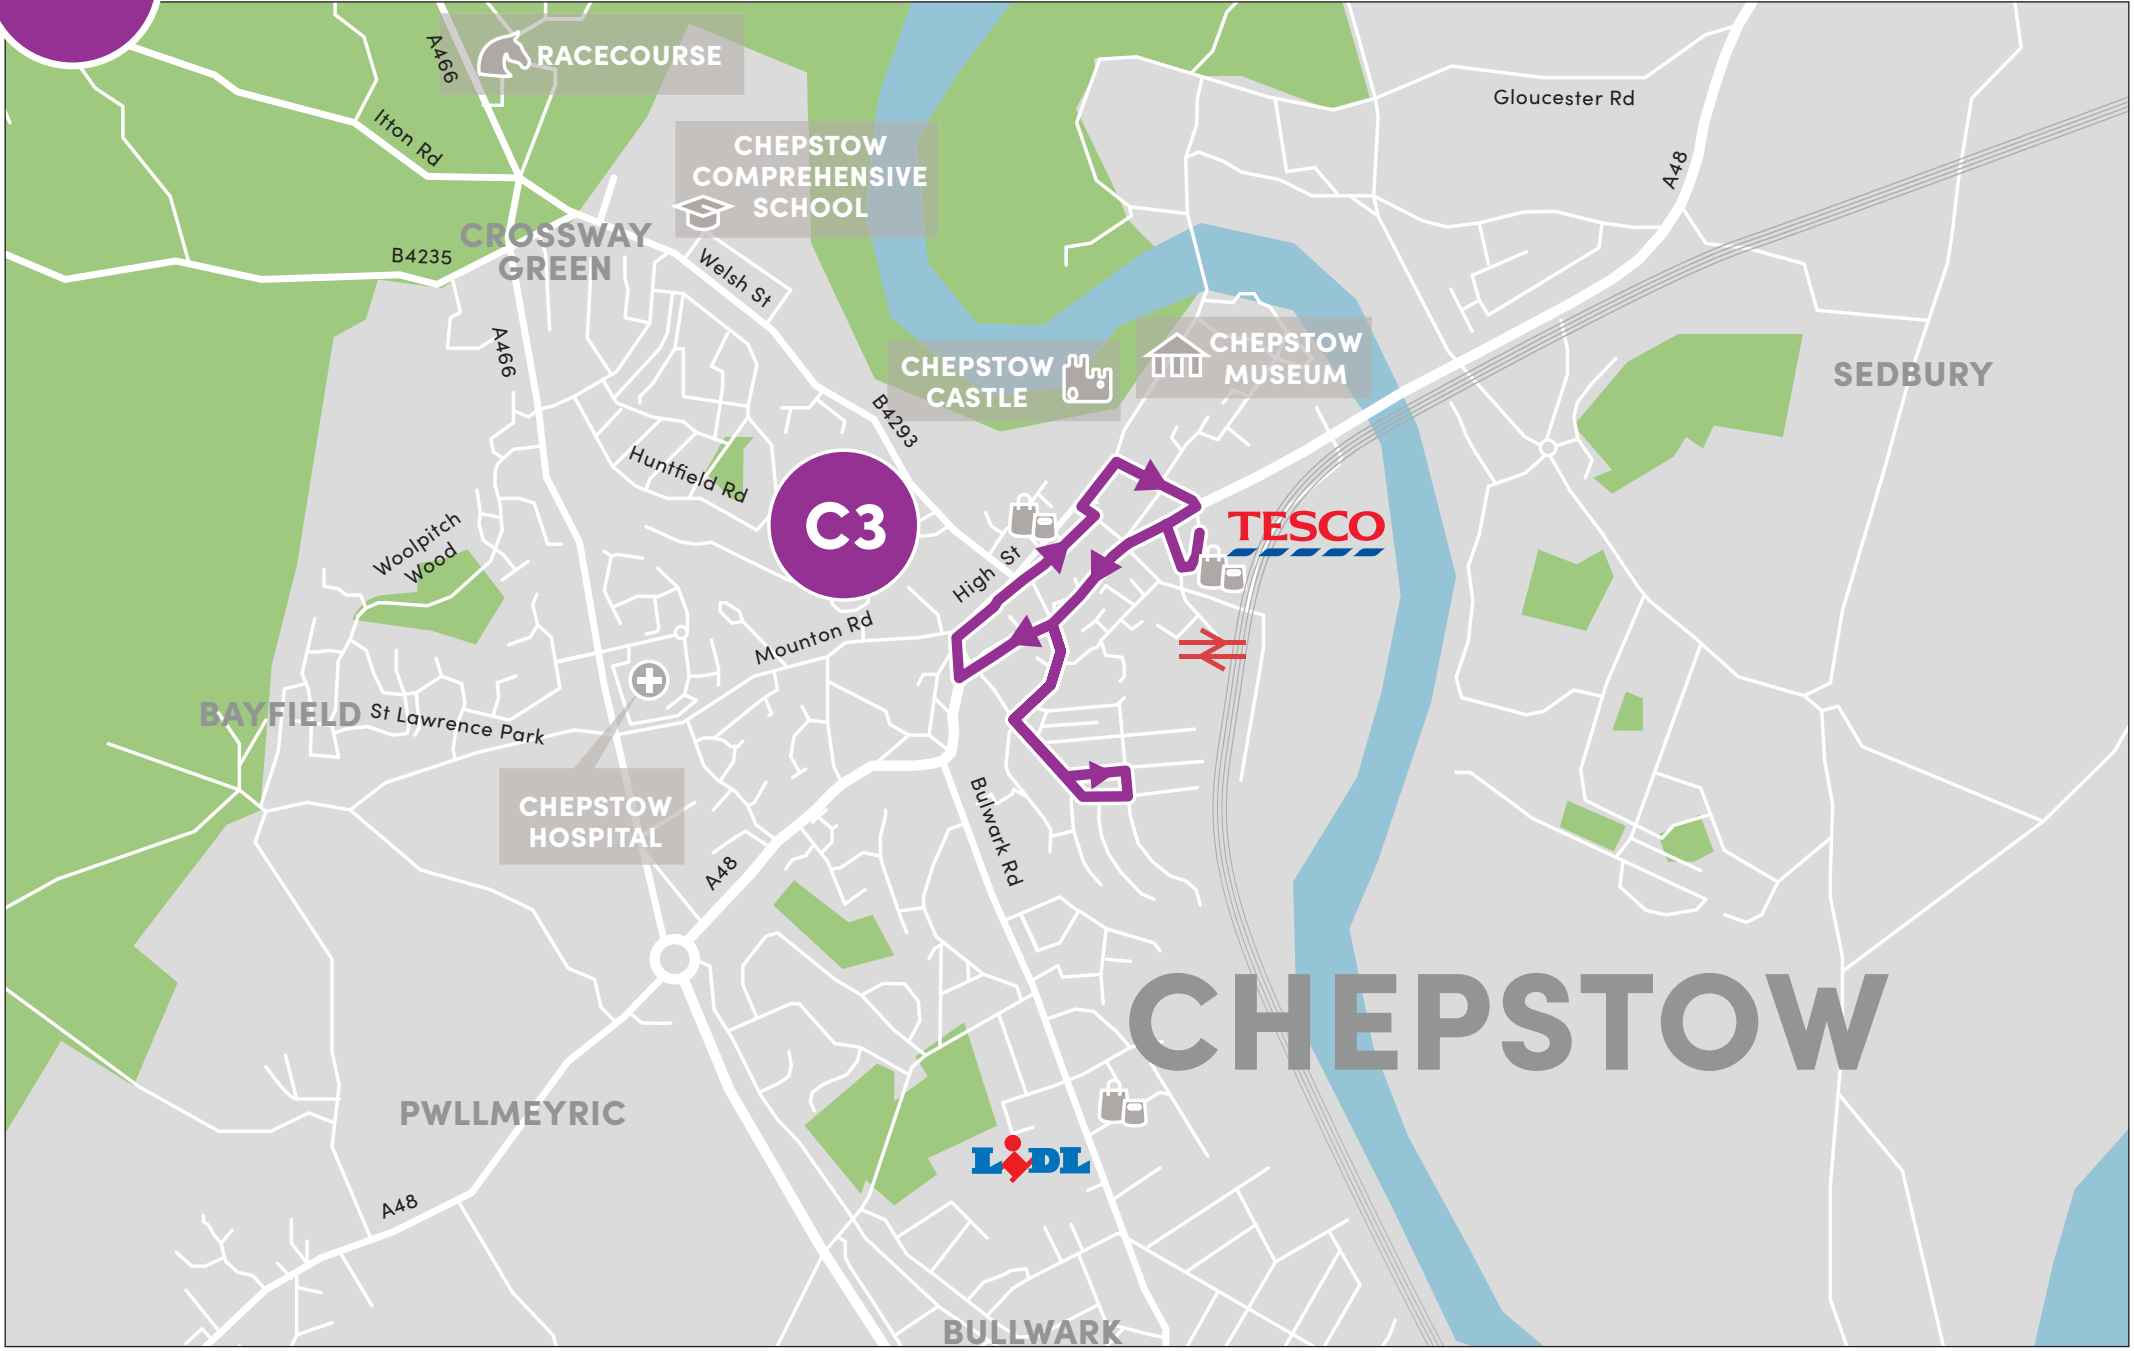 A466
RACECOURSE
Gloucester Rd
Itton Rd
CHEPSTOW
COMPREHENSIVE
SCHOOL
A48
CROSSWAY
GREEN
B4235
Welsh St
A466
CHEPSTOW
CASTLE
CHEPSTOW
MUSEUM
SEDBURY
B4293
Huntfield Rd
C3
TESCO
Woolpitch
Wood
High St
Mounton Rd
BAYFIELD
St Lawrence Park
CHEPSTOW
HOSPITAL
Bulwark Rd
A48
CHEPSTOW
PWLLMEYRIC
LIDL
A48
BULLWARK